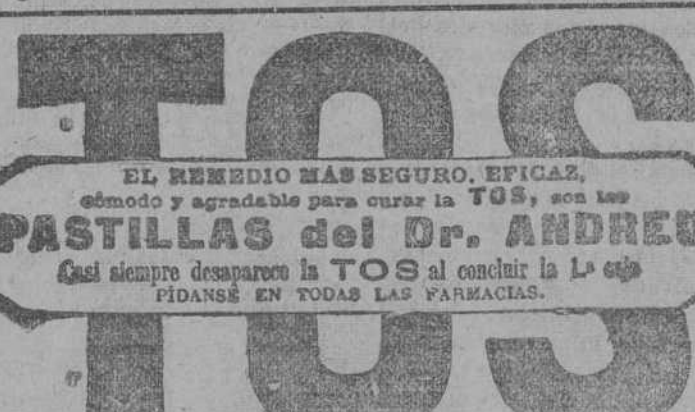 TOS
EL REMEDIO MÁS SEGURO, EFICAZ,
cómodo y agradable para curar la TOS, son las
PASTILLAS del Dr. ANDREU
Casi siempre desaparece la TOS al concluir la 1.ª caja
PÍDANSE EN TODAS LAS FARMACIAS.